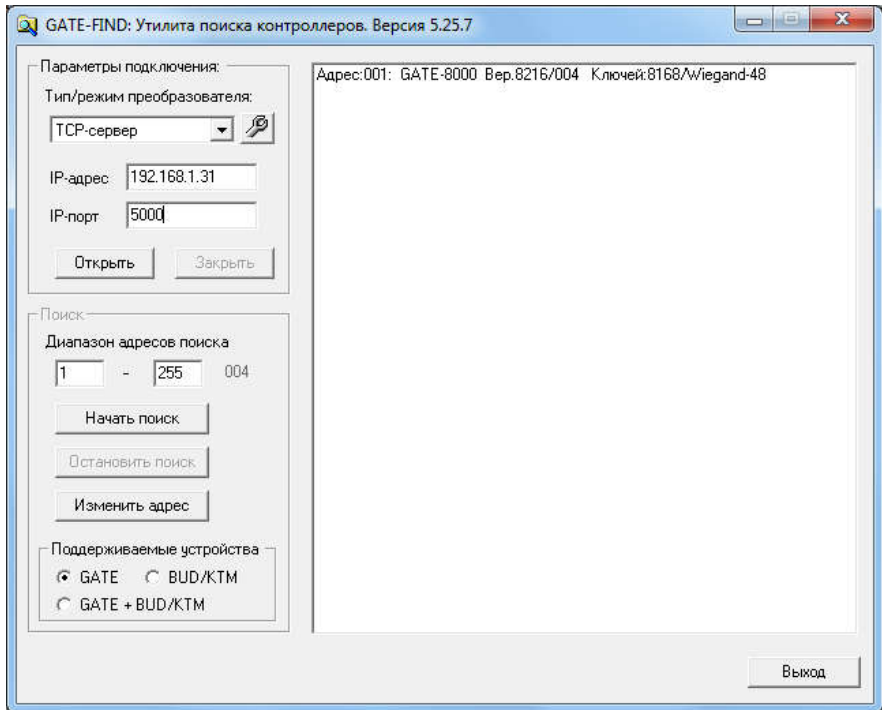 GATE-FIND: Утилита поиска контроллеров. Версия 5.25.7
Параметры подключения:
Тип/режим преобразователя:
TCP-сервер
IP-адрес 192.168.1.31
IP-порт 5000
Открыть Закрыть
Поиск
Диапазон адресов поиска
1 - 255 004
Начать поиск
Остановить поиск
Изменить адрес
Поддерживаемые устройства
GATE BUD/KTM
GATE + BUD/KTM
Адрес:001: GATE-8000 Вер.8216/004 Ключей:8168/Wiegand-48
Выход